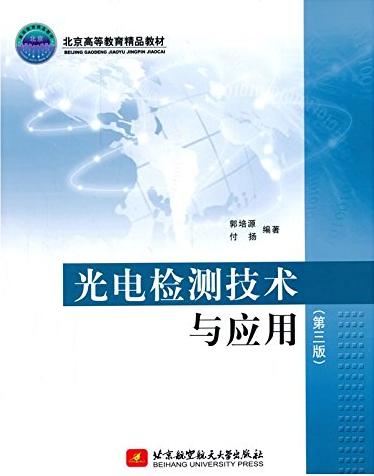 北京
北京高等教育精品教材
BEIJING GAODENG JIAOYU JINGPIN JIAOCAI
郭培源
付 扬
编著
光电检测技术
与应用
(第三版)
北京航空航天大学出版社
BEIHANG UNIVERSITY PRESS